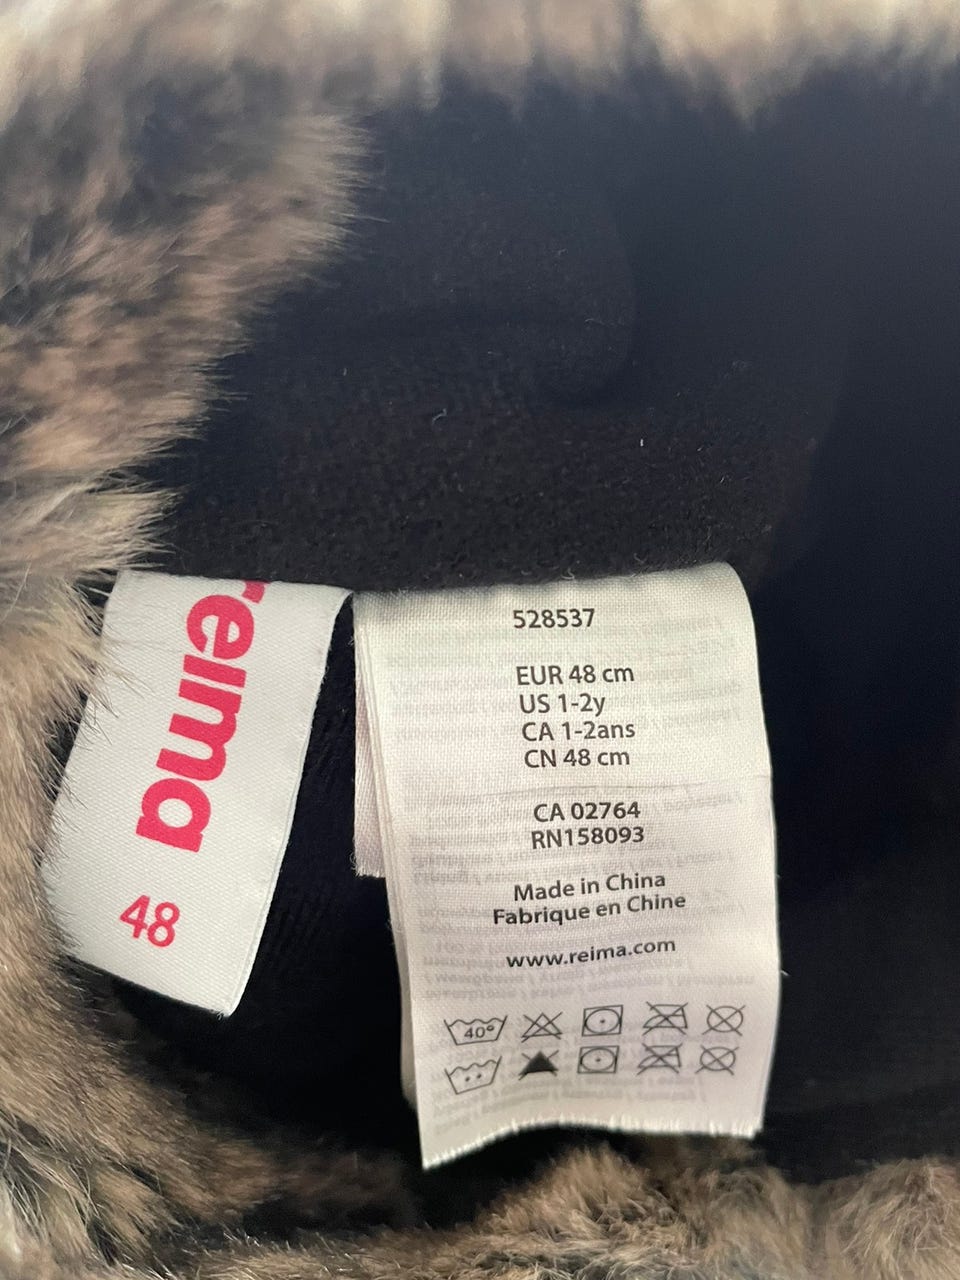 reima
48
528537
EUR 48 cm
US 1-2y
CA 1-2ans
CN 48 cm
CA 02764
RN158093
Made in China
Fabrique en Chine
www.reima.com
40°